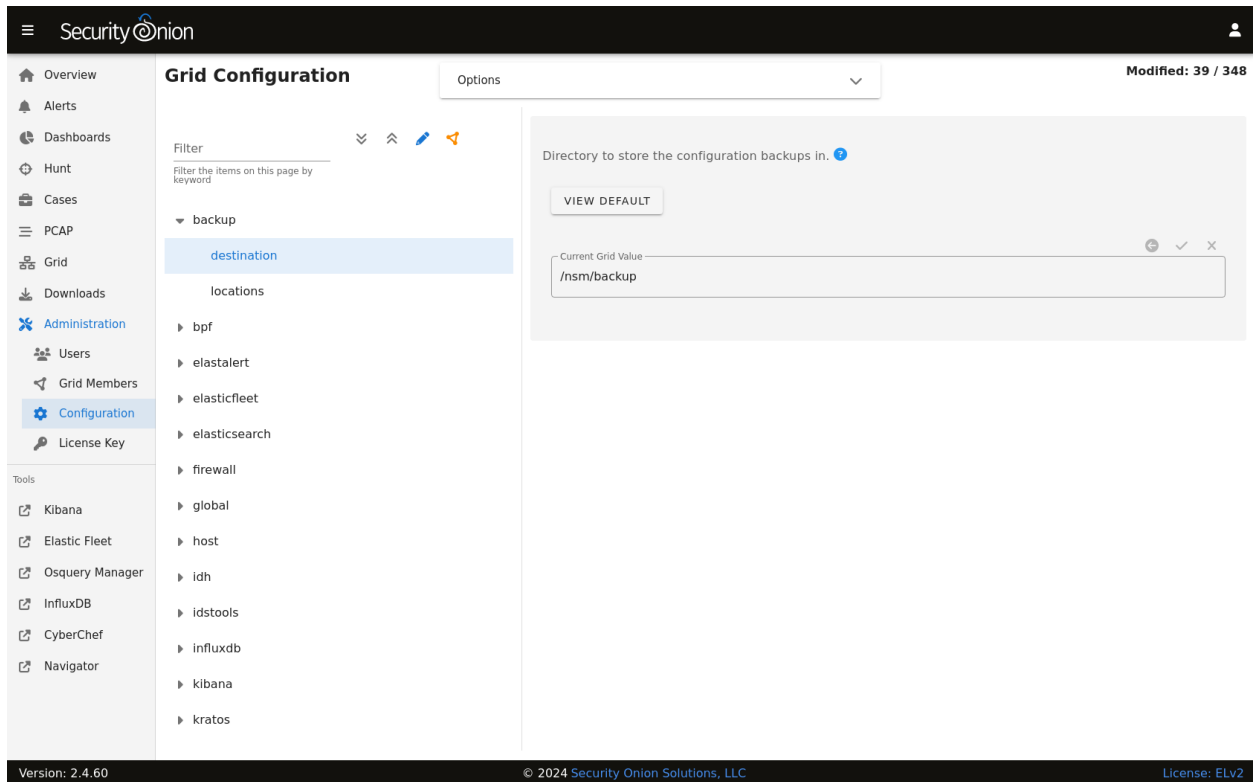 Security Onion
Overview
Alerts
Dashboards
Hunt
Cases
PCAP
Grid
Downloads
Administration
Users
Grid Members
Configuration
License Key
Tools
Kibana
Elastic Fleet
Osquery Manager
InfluxDB
CyberChef
Navigator
Grid Configuration
Options
Modified: 39 / 348
Filter
Filter the items on this page by
keyword
backup
destination
locations
bpf
elastalert
elasticfleet
elasticsearch
firewall
global
host
idh
idstools
influxdb
kibana
kratos
Directory to store the configuration backups in. ?
VIEW DEFAULT
Current Grid Value
/nsm/backup
Version: 2.4.60
© 2024 Security Onion Solutions, LLC
License: ELv2